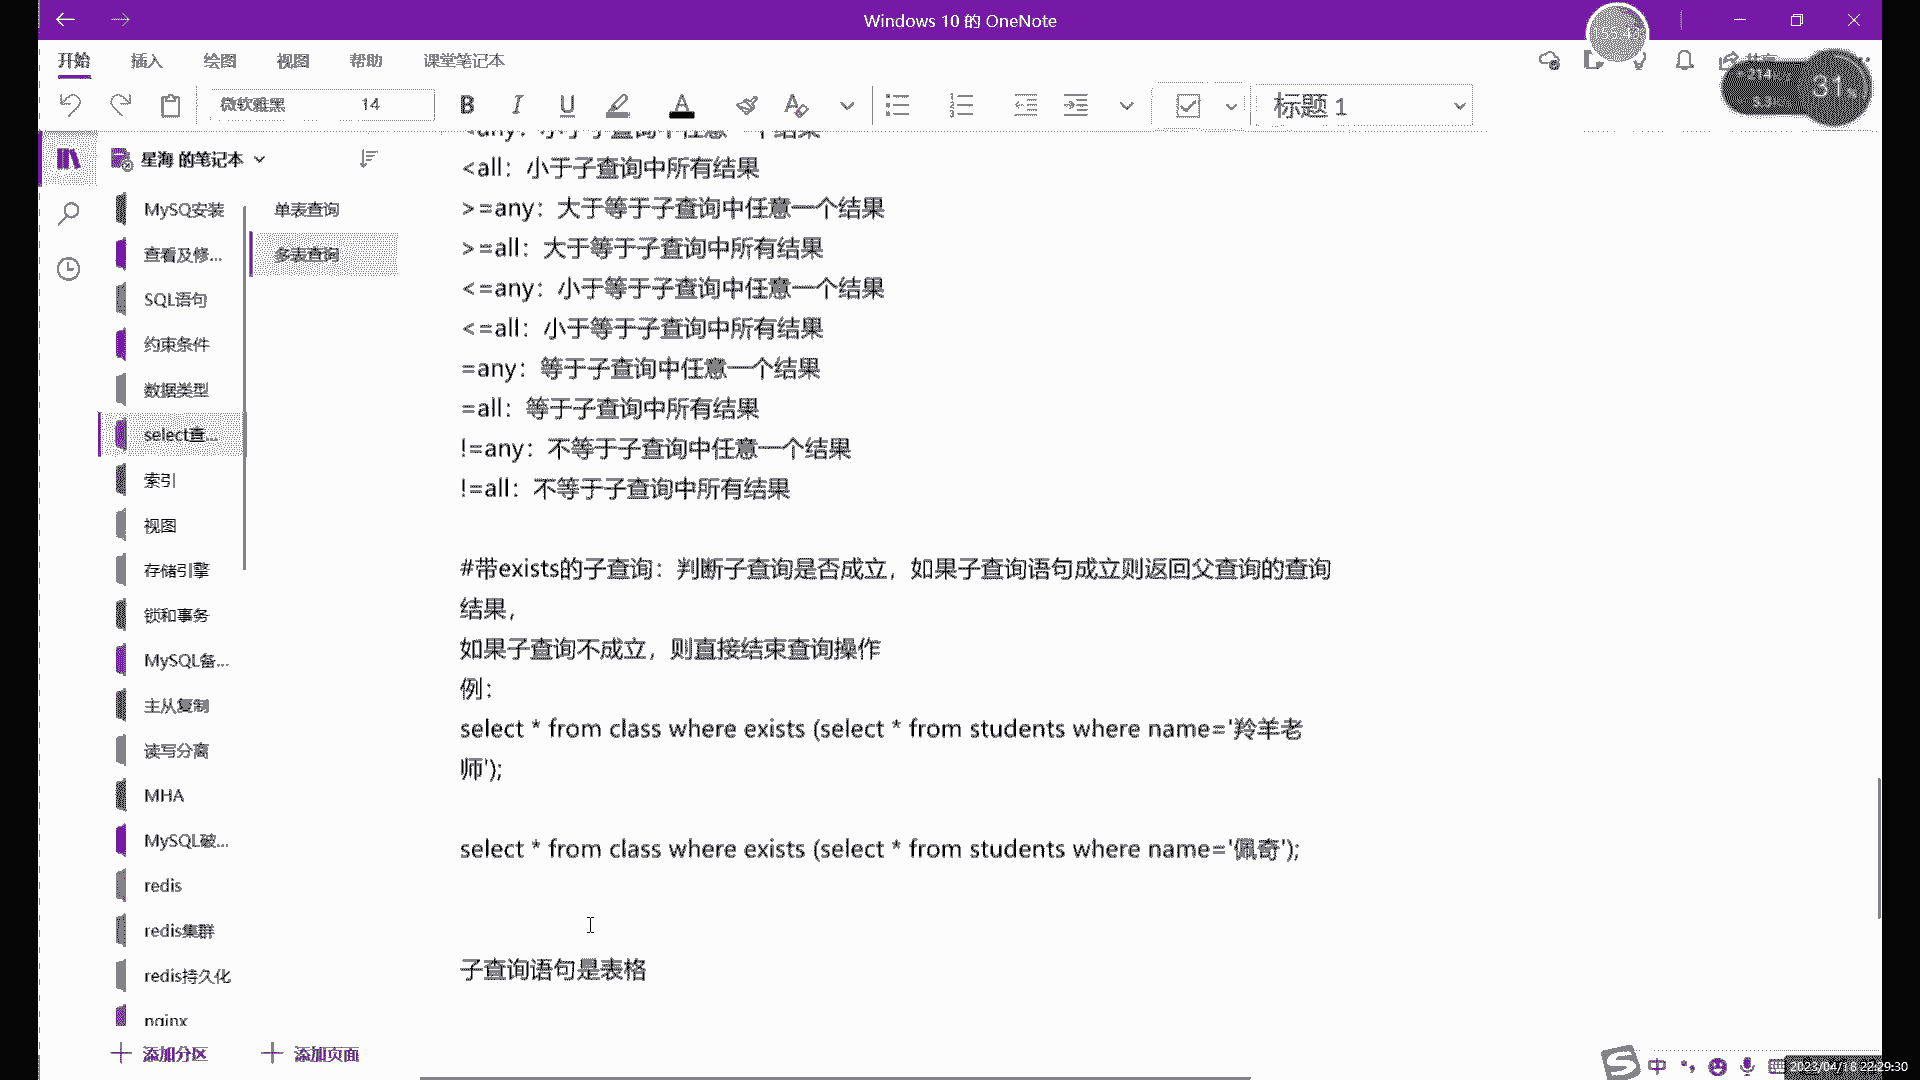 Windows 10 的 OneNote
开始 插入 绘图 视图 帮助 课堂笔记本
微软雅黑 14 标题 1
31
星海 的笔记本
MySQ安装
查看及修...
SQL语句
约束条件
数据类型
select查...
索引
视图
存储引擎
锁和事务
MySQL备...
主从复制
读写分离
MHA
MySQL破...
redis
redis集群
redis持久化
nginx
添加分区
单表查询
多表查询
添加页面
<any：小于子查询中任意一个结果
<all：小于子查询中所有结果
>=any：大于等于子查询中任意一个结果
>=all：大于等于子查询中所有结果
<=any：小于等于子查询中任意一个结果
<=all：小于等于子查询中所有结果
=any：等于子查询中任意一个结果
=all：等于子查询中所有结果
!=any：不等于子查询中任意一个结果
!=all：不等于子查询中所有结果
#带exists的子查询：判断子查询是否成立，如果子查询语句成立则返回父查询的查询
结果，
如果子查询不成立，则直接结束查询操作
例：
select * from class where exists (select * from students where name='羚羊老
师');
select * from class where exists (select * from students where name='佩奇');
子查询语句是表格
中
2023/04/18 22:29:30